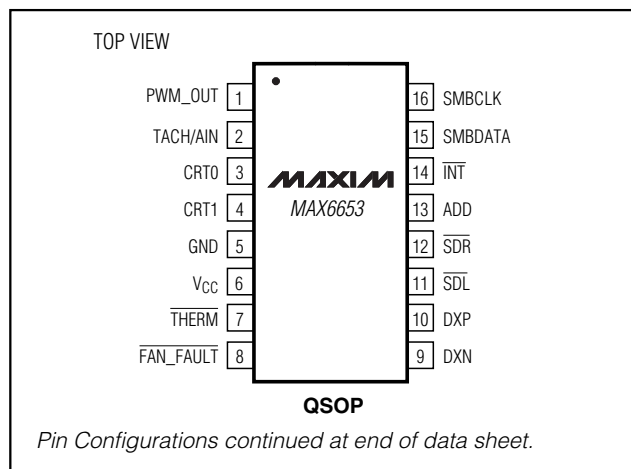 TOP VIEW
PWM_OUT 1 16 SMBCLK
TACH/AIN 2 15 SMBDATA
CRT0 3 14 INT
CRT1 4 MAXIM MAX6653 13 ADD
GND 5 12 SDR
VCC 6 11 SDL
THERM 7 10 DXP
FAN_FAULT 8 9 DXN
QSOP
Pin Configurations continued at end of data sheet.